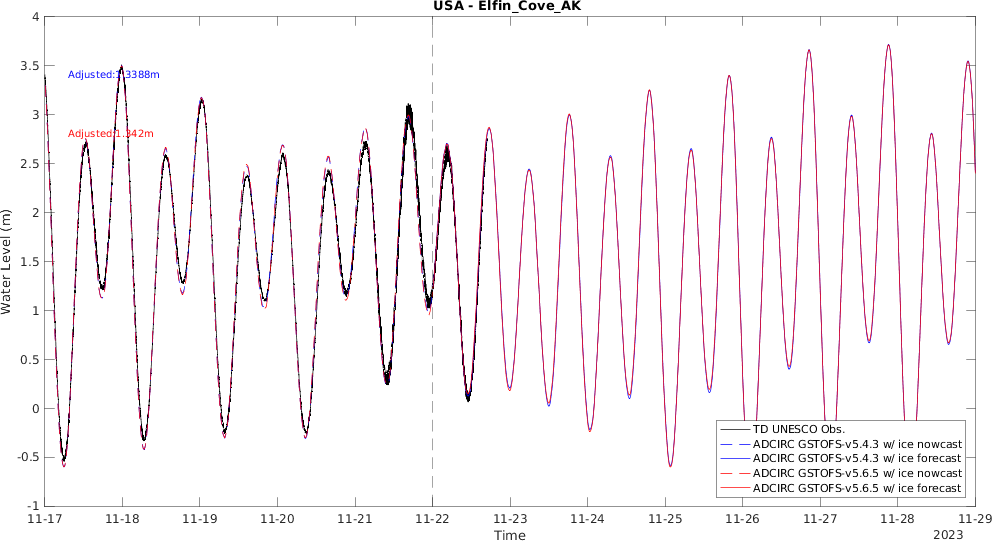 USA - Elfin_Cove_AK
4
3.5
3
2.5
2
1.5
1
0.5
0
-0.5
-1
Water Level (m)
Adjusted:1.3388m
Adjusted:1.342m
TD UNESCO Obs.
ADCIRC GSTOFS-v5.4.3 w/ ice nowcast
ADCIRC GSTOFS-v5.4.3 w/ ice forecast
ADCIRC GSTOFS-v5.6.5 w/ ice nowcast
ADCIRC GSTOFS-v5.6.5 w/ ice forecast
11-17 11-18 11-19 11-20 11-21 11-22 11-23 11-24 11-25 11-26 11-27 11-28 11-29
Time
2023